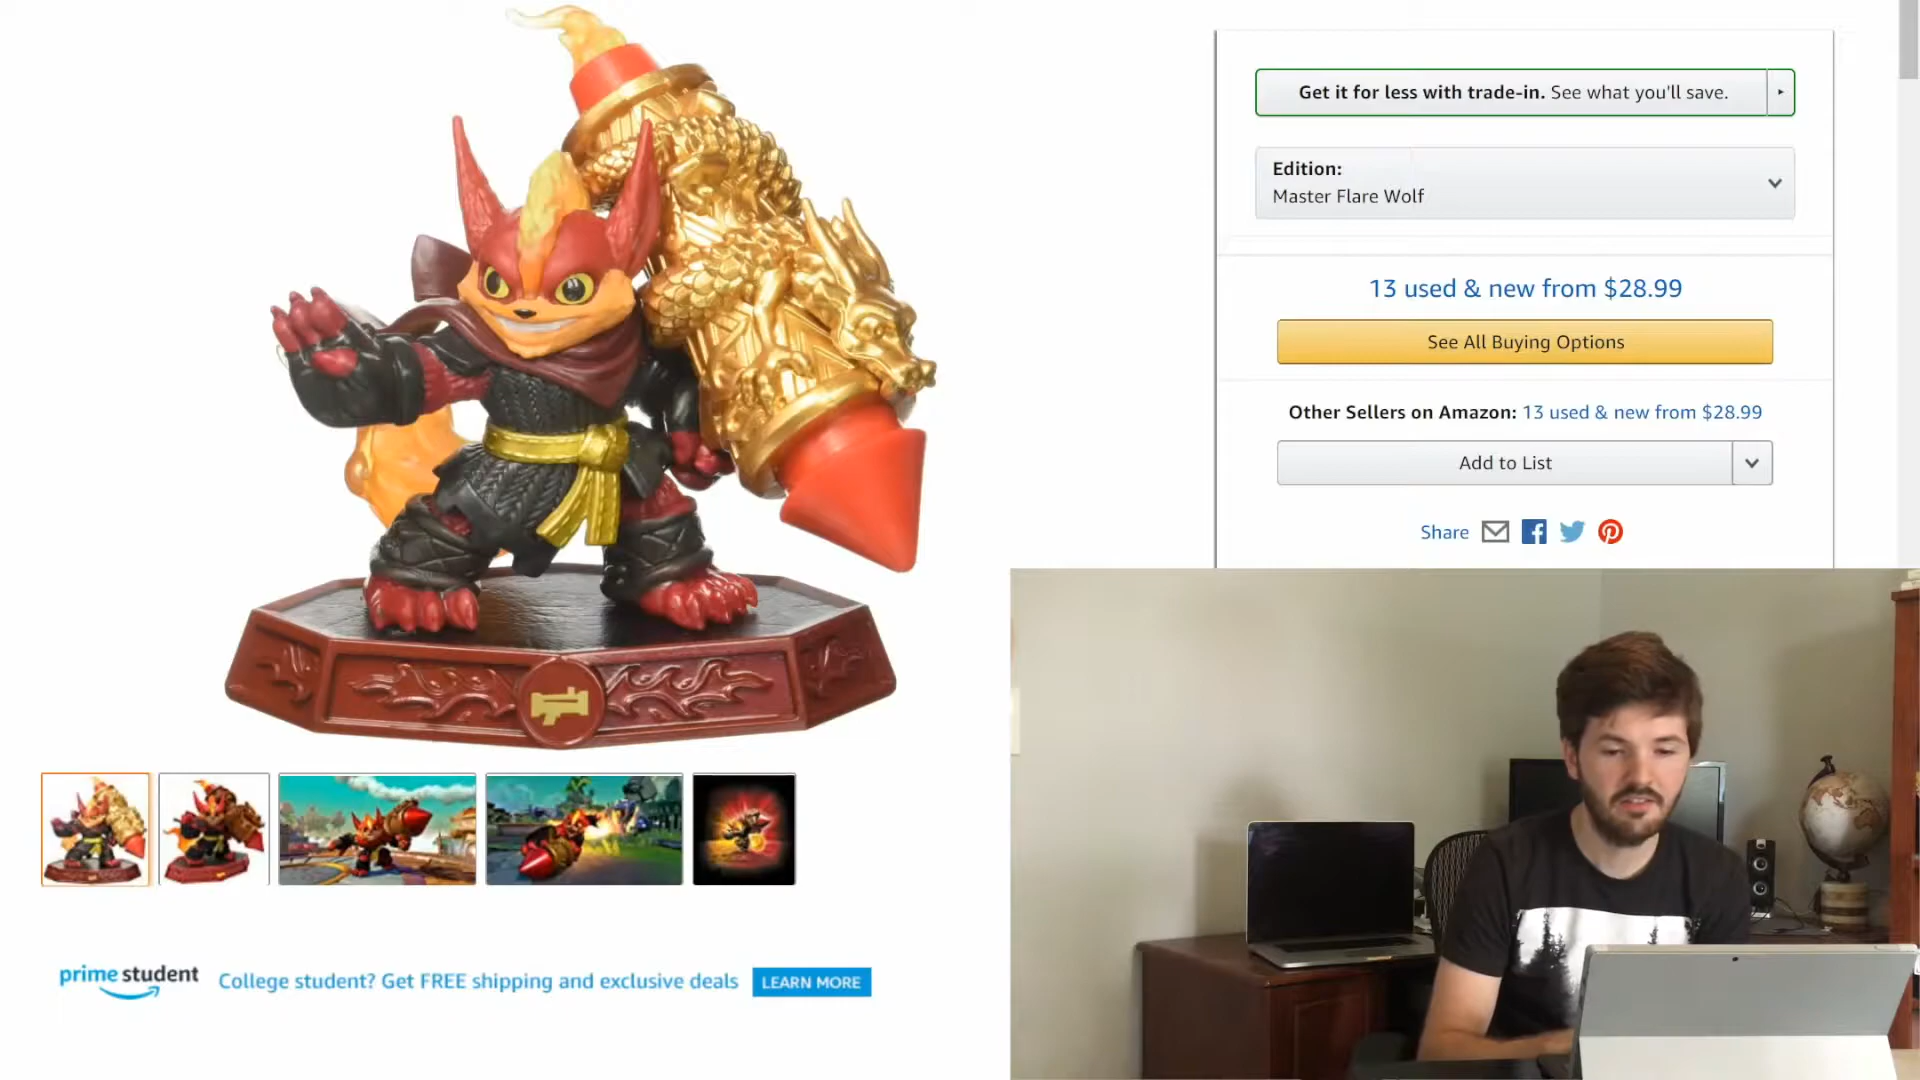 Get it for less with trade-in. See what you'll save.
Edition:
Master Flare Wolf
13 used & new from $28.99
See All Buying Options
Other Sellers on Amazon: 13 used & new from $28.99
Add to List
Share
prime student
College student? Get FREE shipping and exclusive deals
LEARN MORE